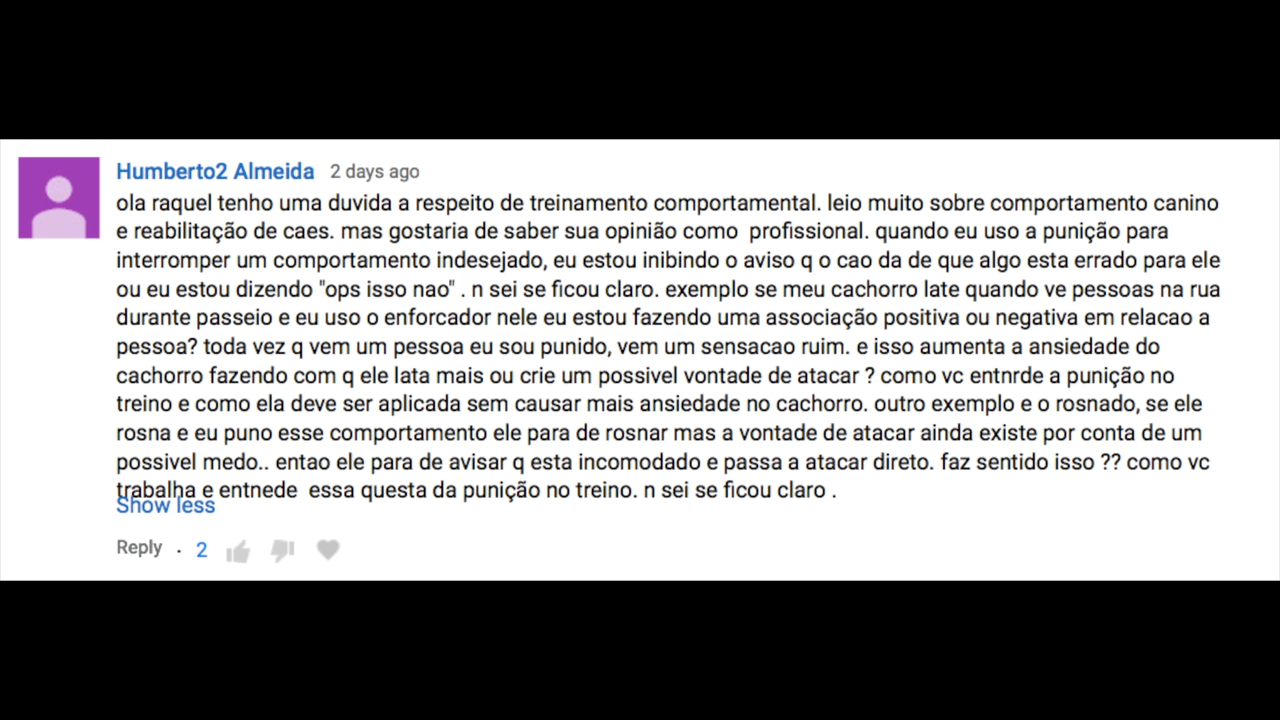 Humberto2 Almeida 2 days ago
ola raquel tenho uma duvida a respeito de treinamento comportamental. leio muito sobre comportamento canino
e reabilitação de caes. mas gostaria de saber sua opinião como  profissional. quando eu uso a punição para
interromper um comportamento indesejado, eu estou inibindo o aviso q o cao da de que algo esta errado para ele
ou eu estou dizendo "ops isso nao" . n sei se ficou claro. exemplo se meu cachorro late quando ve pessoas na rua
durante passeio e eu uso o enforcador nele eu estou fazendo uma associação positiva ou negativa em relacao a
pessoa? toda vez q vem um pessoa eu sou punido, vem um sensacao ruim. e isso aumenta a ansiedade do
cachorro fazendo com q ele lata mais ou crie um possivel vontade de atacar ? como vc entnrde a punição no
treino e como ela deve ser aplicada sem causar mais ansiedade no cachorro. outro exemplo e o rosnado, se ele
rosna e eu puno esse comportamento ele para de rosnar mas a vontade de atacar ainda existe por conta de um
possivel medo.. entao ele para de avisar q esta incomodado e passa a atacar direto. faz sentido isso ?? como vc
trabalha e entnede  essa questa da punição no treino. n sei se ficou claro .
Show less
Reply . 2